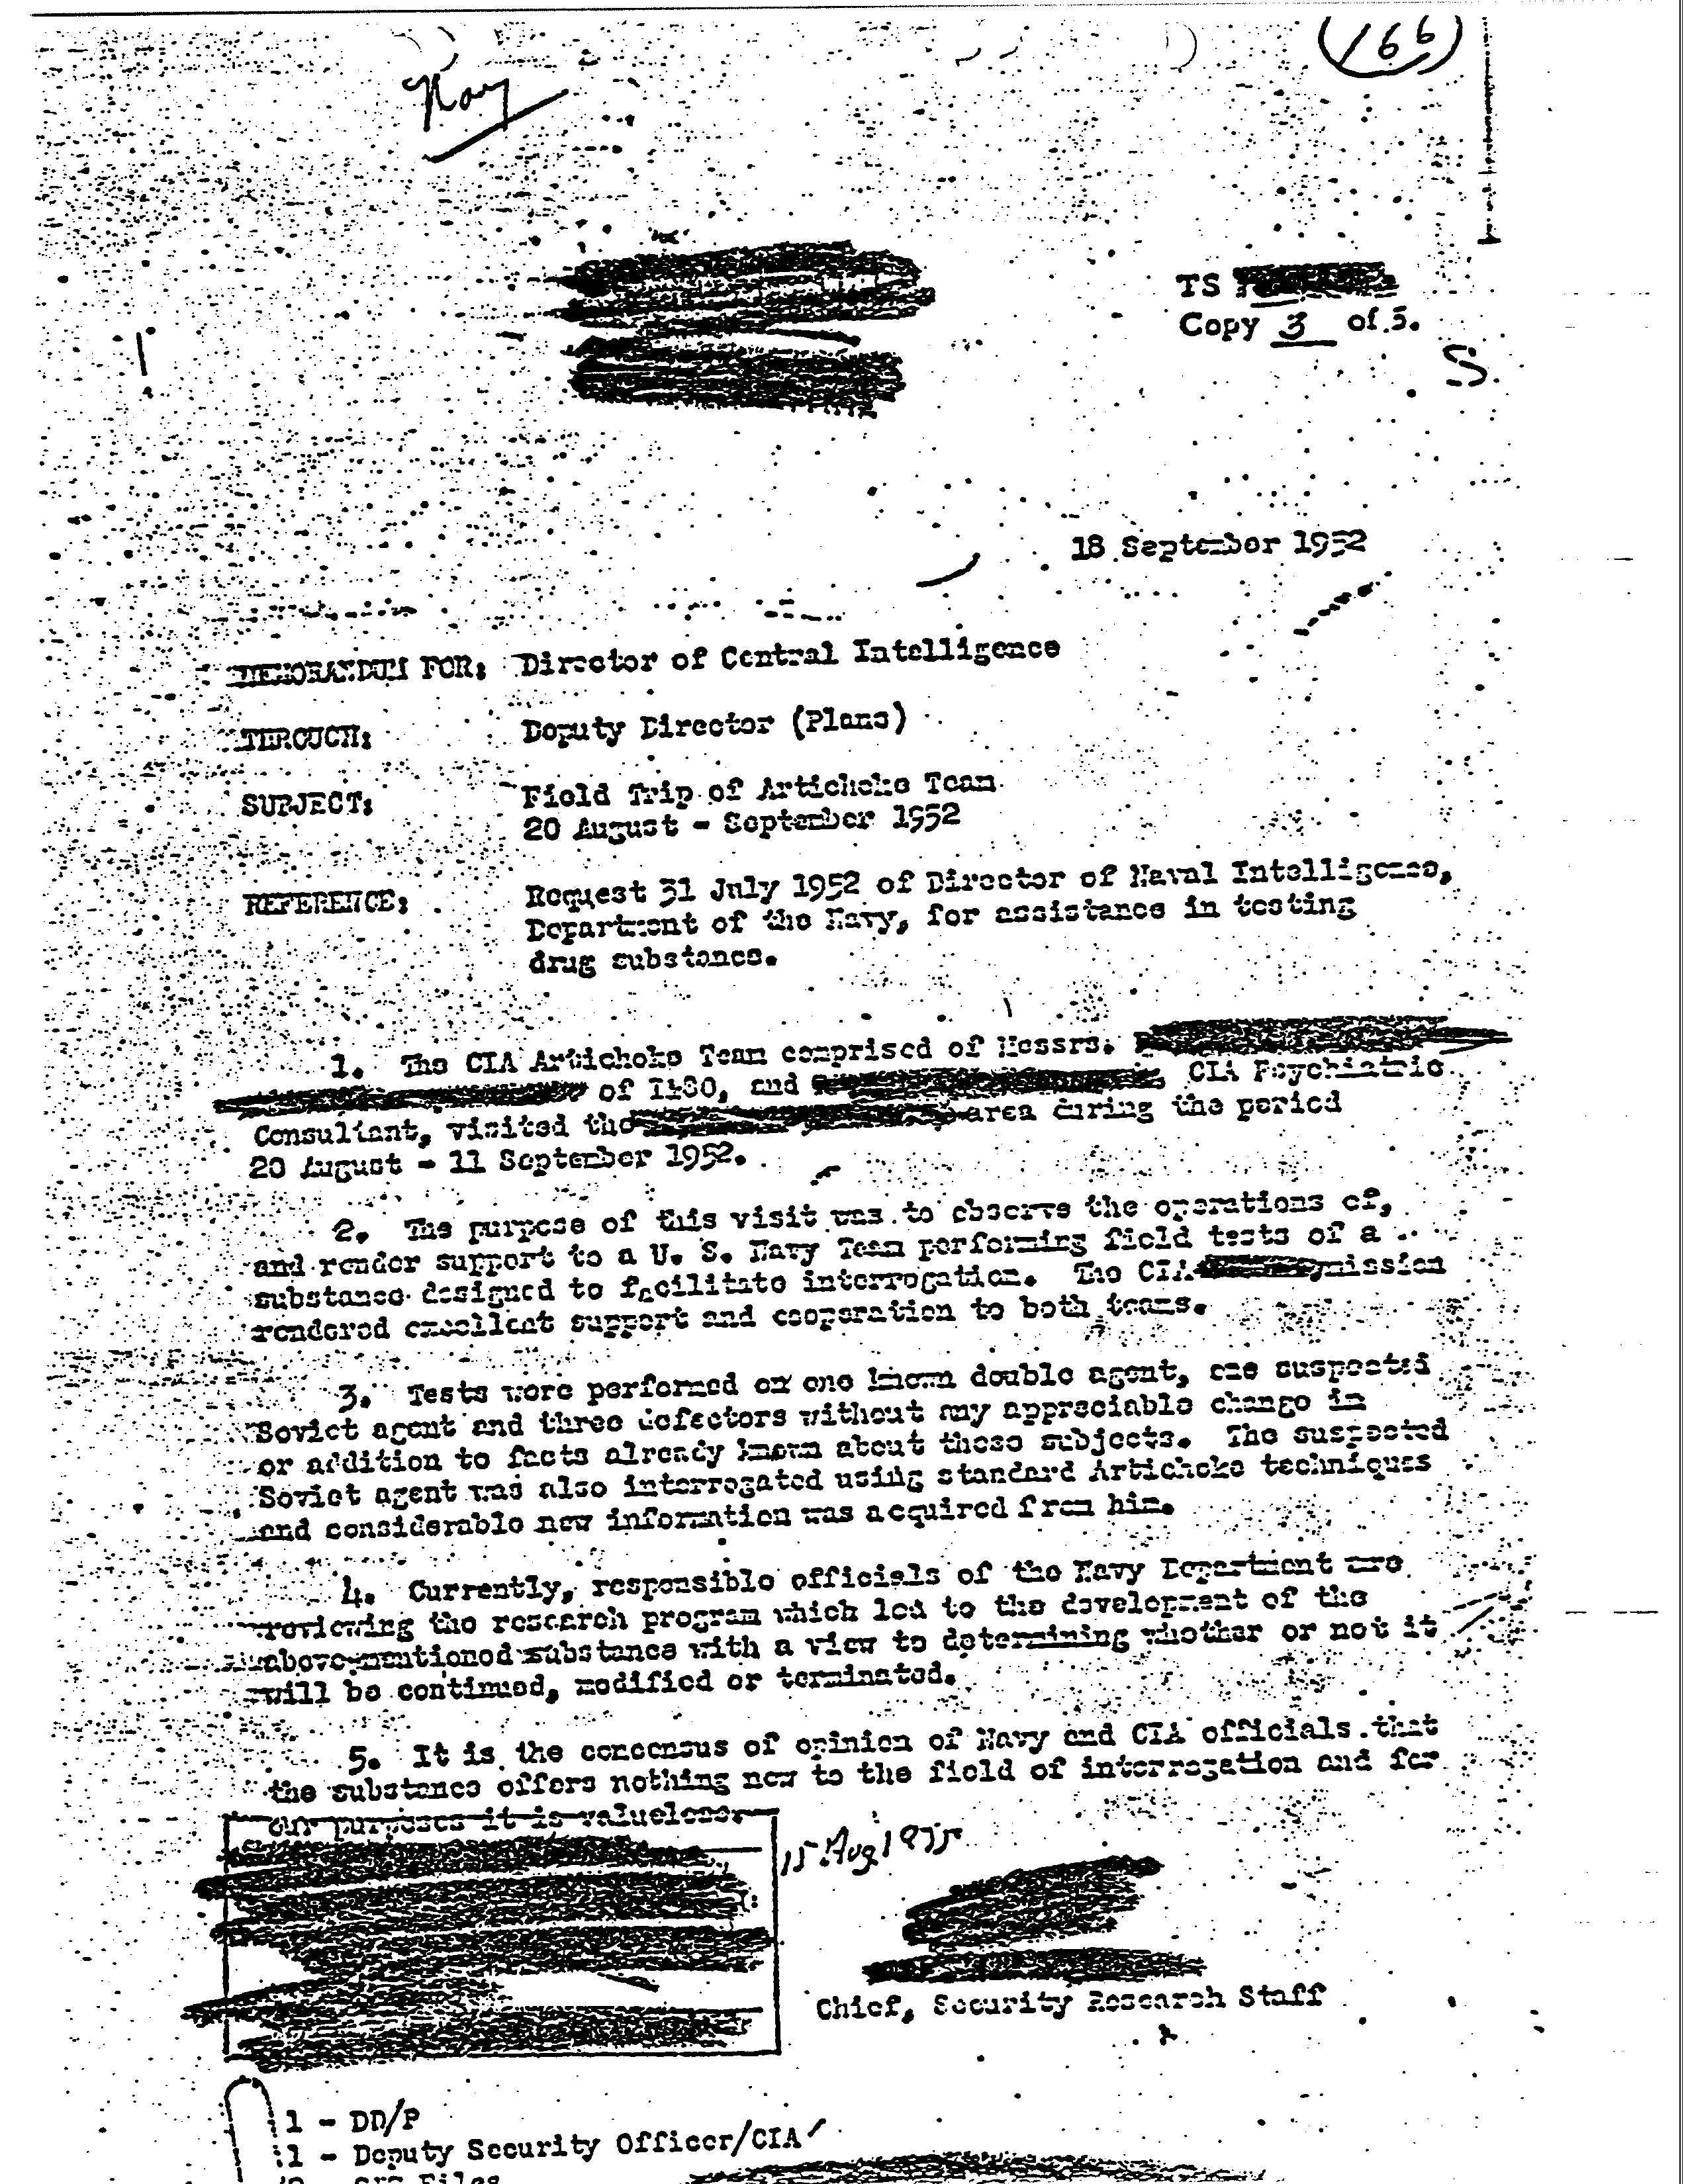 166
Navy
TS
Copy 3 of 5.
S
18 September 1952
MEMORANDUM FOR: Director of Central Intelligence
THROUGH: Deputy Director (Plans)
SUBJECT: Field Trip of Artichoke Team
20 August - September 1952
REFERENCE: Request 31 July 1952 of Director of Naval Intelligence,
Department of the Navy, for assistance in testing
drug substance.
1. The CIA Artichoke Team comprised of Messrs.
of I&SO, and CIA Psychiatric
Consultant, visited the area during the period
20 August - 11 September 1952.
2. The purpose of this visit was to observe the operations of,
and render support to a U. S. Navy Team performing field tests of a
substance designed to facilitate interrogation. The CIA mission
rendered excellent support and cooperation to both teams.
3. Tests were performed on one known double agent, one suspected
Soviet agent and three defectors without any appreciable change in
or addition to facts already known about these subjects. The suspected
Soviet agent was also interrogated using standard Artichoke techniques
and considerable new information was acquired from him.
4. Currently, responsible officials of the Navy Department are
reviewing the research program which led to the development of the
above-mentioned substance with a view to determining whether or not it
will be continued, modified or terminated.
5. It is the concensus of opinion of Navy and CIA officials that
the substance offers nothing new to the field of interrogation and for
our purposes it is valueless.
15 Aug 1975
Chief, Security Research Staff
1 - DD/P
1 - Deputy Security Officer/CIA
Files